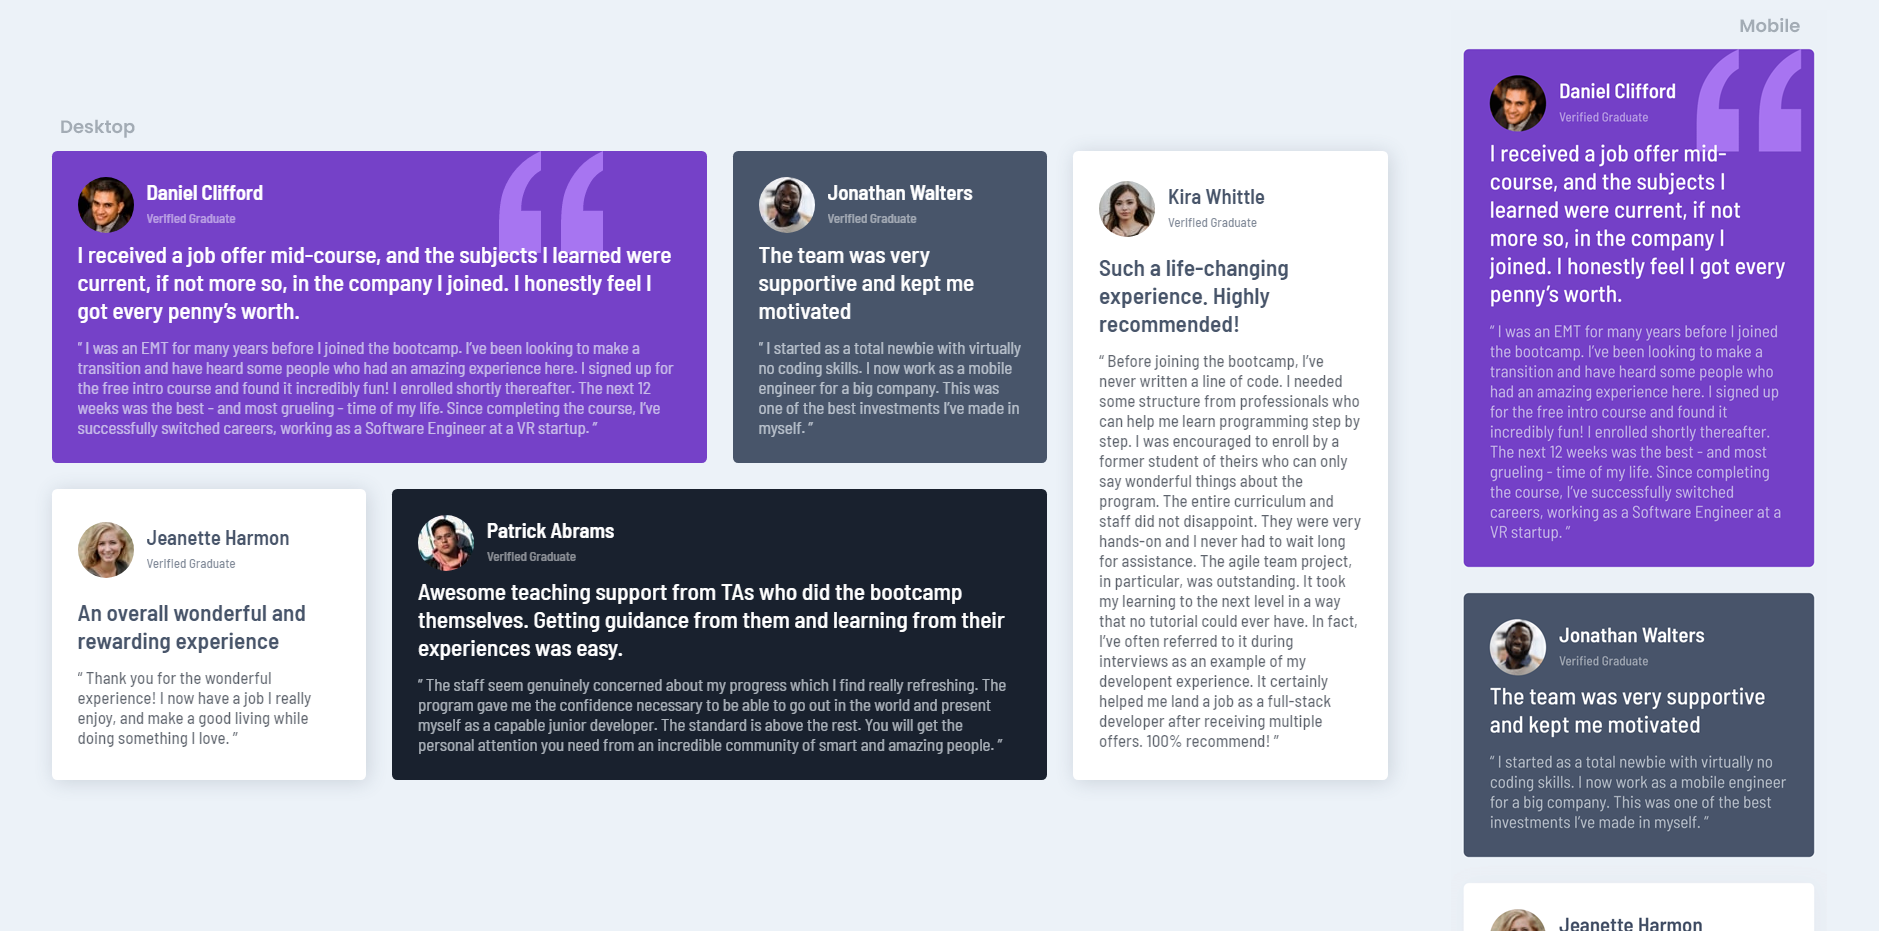 Desktop
Daniel Clifford
Verified Graduate
I received a job offer mid-course, and the subjects I learned were
current, if not more so, in the company I joined. I honestly feel I
got every penny’s worth.
“ I was an EMT for many years before I joined the bootcamp. I’ve been looking to make a
transition and have heard some people who had an amazing experience here. I signed up for
the free intro course and found it incredibly fun! I enrolled shortly thereafter. The next 12
weeks was the best - and most grueling - time of my life. Since completing the course, I’ve
successfully switched careers, working as a Software Engineer at a VR startup. ”
Jonathan Walters
Verified Graduate
The team was very
supportive and kept me
motivated
“ I started as a total newbie with virtually
no coding skills. I now work as a mobile
engineer for a big company. This was
one of the best investments I’ve made in
myself. ”
Kira Whittle
Verified Graduate
Such a life-changing
experience. Highly
recommended!
“ Before joining the bootcamp, I’ve
never written a line of code. I needed
some structure from professionals who
can help me learn programming step by
step. I was encouraged to enroll by a
former student of theirs who can only
say wonderful things about the
program. The entire curriculum and
staff did not disappoint. They were very
hands-on and I never had to wait long
for assistance. The agile team project,
in particular, was outstanding. It took
my learning to the next level in a way
that no tutorial could ever have. In fact,
I’ve often referred to it during
interviews as an example of my
developent experience. It certainly
helped me land a job as a full-stack
developer after receiving multiple
offers. 100% recommend! ”
Jeanette Harmon
Verified Graduate
An overall wonderful and
rewarding experience
“ Thank you for the wonderful
experience! I now have a job I really
enjoy, and make a good living while
doing something I love. ”
Patrick Abrams
Verified Graduate
Awesome teaching support from TAs who did the bootcamp
themselves. Getting guidance from them and learning from their
experiences was easy.
“ The staff seem genuinely concerned about my progress which I find really refreshing. The
program gave me the confidence necessary to be able to go out in the world and present
myself as a capable junior developer. The standard is above the rest. You will get the
personal attention you need from an incredible community of smart and amazing people. ”
Mobile
Daniel Clifford
Verified Graduate
I received a job offer mid-
course, and the subjects I
learned were current, if not
more so, in the company I
joined. I honestly feel I got every
penny’s worth.
“ I was an EMT for many years before I joined
the bootcamp. I’ve been looking to make a
transition and have heard some people who
had an amazing experience here. I signed up
for the free intro course and found it
incredibly fun! I enrolled shortly thereafter.
The next 12 weeks was the best - and most
grueling - time of my life. Since completing
the course, I’ve successfully switched
careers, working as a Software Engineer at a
VR startup. ”
Jonathan Walters
Verified Graduate
The team was very supportive
and kept me motivated
“ I started as a total newbie with virtually no
coding skills. I now work as a mobile engineer
for a big company. This was one of the best
investments I’ve made in myself. ”
Jeanette Harmon